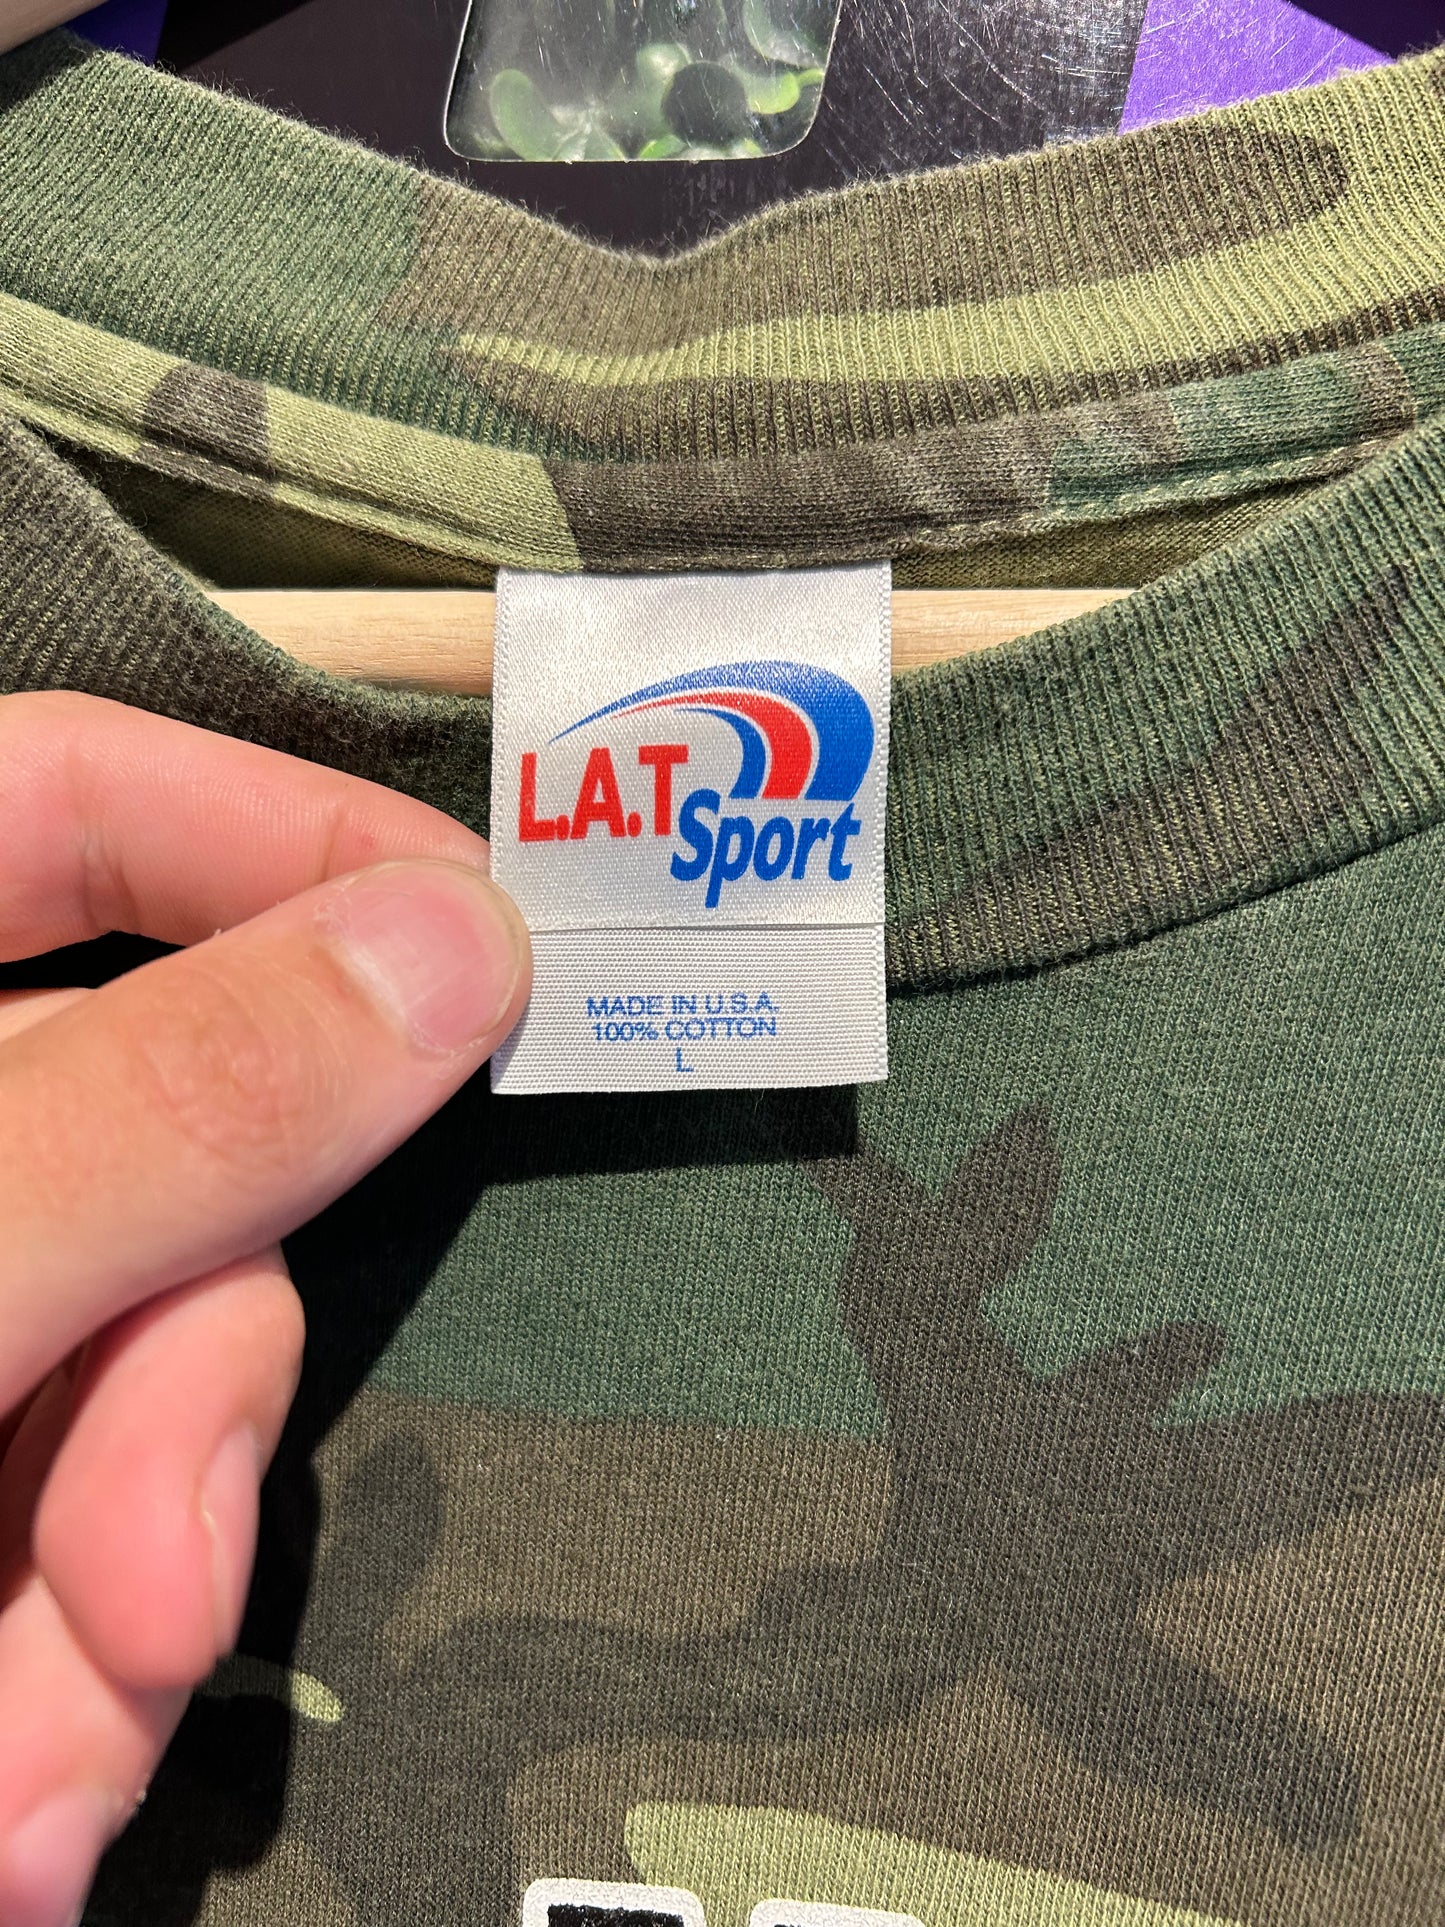 L.A.T
Sport
MADE IN U.S.A.
100% COTTON
L